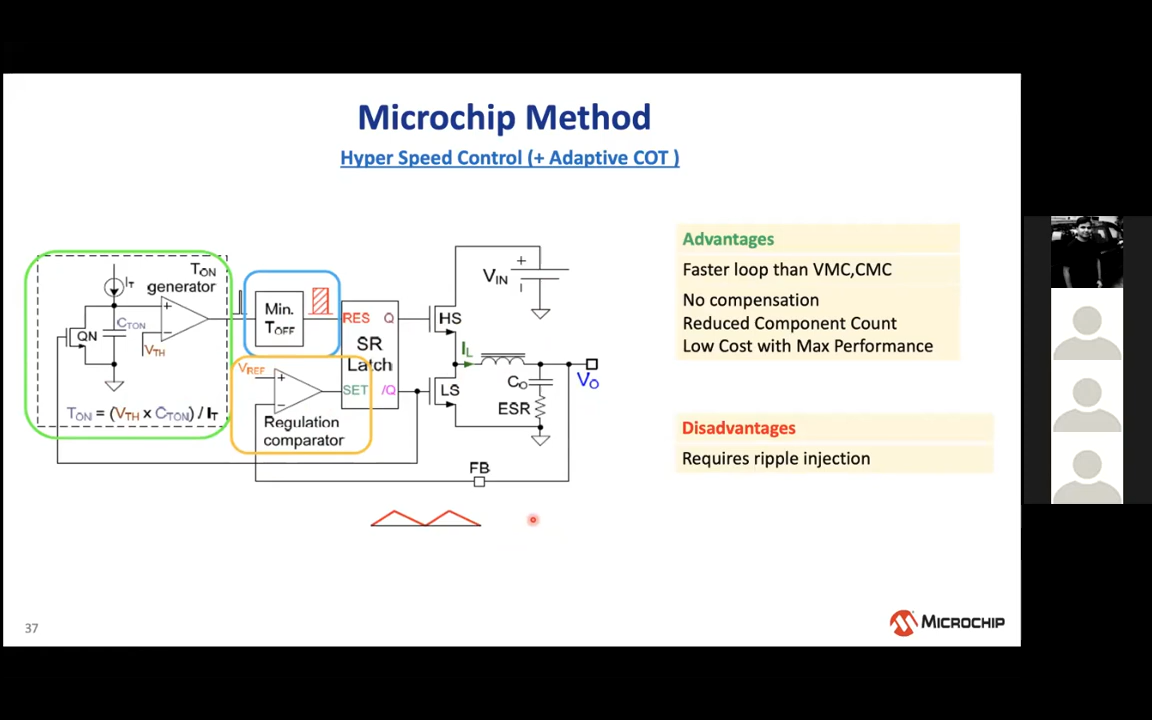 Microchip Method
Hyper Speed Control (+ Adaptive COT )
TON
generator
IT
QN
CTON
VTH
+
TON = (VTH x CTON) / IT
Min.
TOFF
RES Q
SR
Latch
SET /Q
VREF
+
-
Regulation
comparator
HS
LS
VIN
+
IL
CO
ESR
VO
FB
Advantages
Faster loop than VMC,CMC
No compensation
Reduced Component Count
Low Cost with Max Performance
Disadvantages
Requires ripple injection
37
MICROCHIP